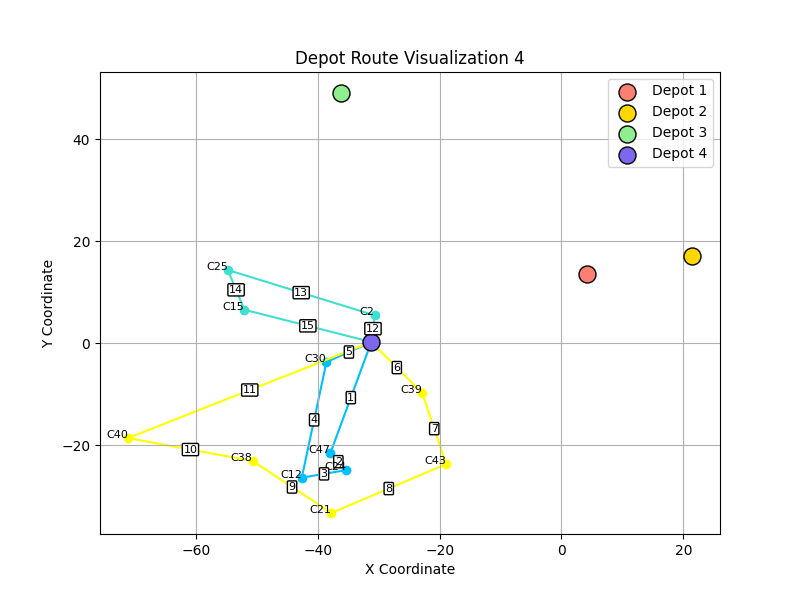 Depot Route Visualization 4
Depot 1
Depot 2
Depot 3
Depot 4
Y Coordinate
40
20
0
−20
C25
14
13
C15
C2
15
12
C30
5
6
11
1
C39
4
7
C40
10
C38
C47
2
C43
C12
3
9
8
C21
−60
−40
−20
0
20
X Coordinate